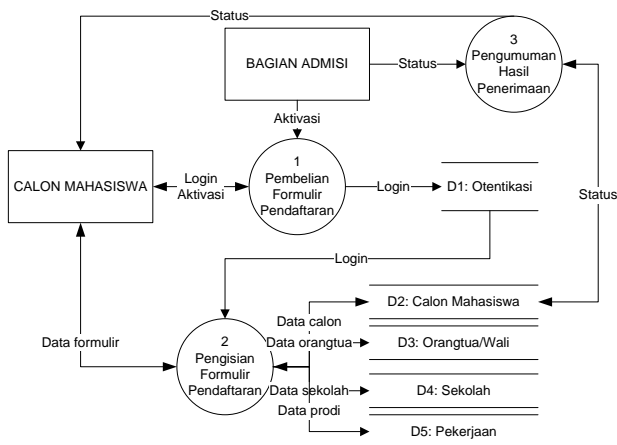 Status
3
Pengumuman
Hasil
Penerimaan
BAGIAN ADMISI
Status
Aktivasi
CALON MAHASISWA
Login
Aktivasi
1
Pembelian
Formulir
Pendaftaran
Login
D1: Otentikasi
Status
Login
Data formulir
2
Pengisian
Formulir
Pendaftaran
Data calon
Data orangtua
Data sekolah
Data prodi
D2: Calon Mahasiswa
D3: Orangtua/Wali
D4: Sekolah
D5: Pekerjaan